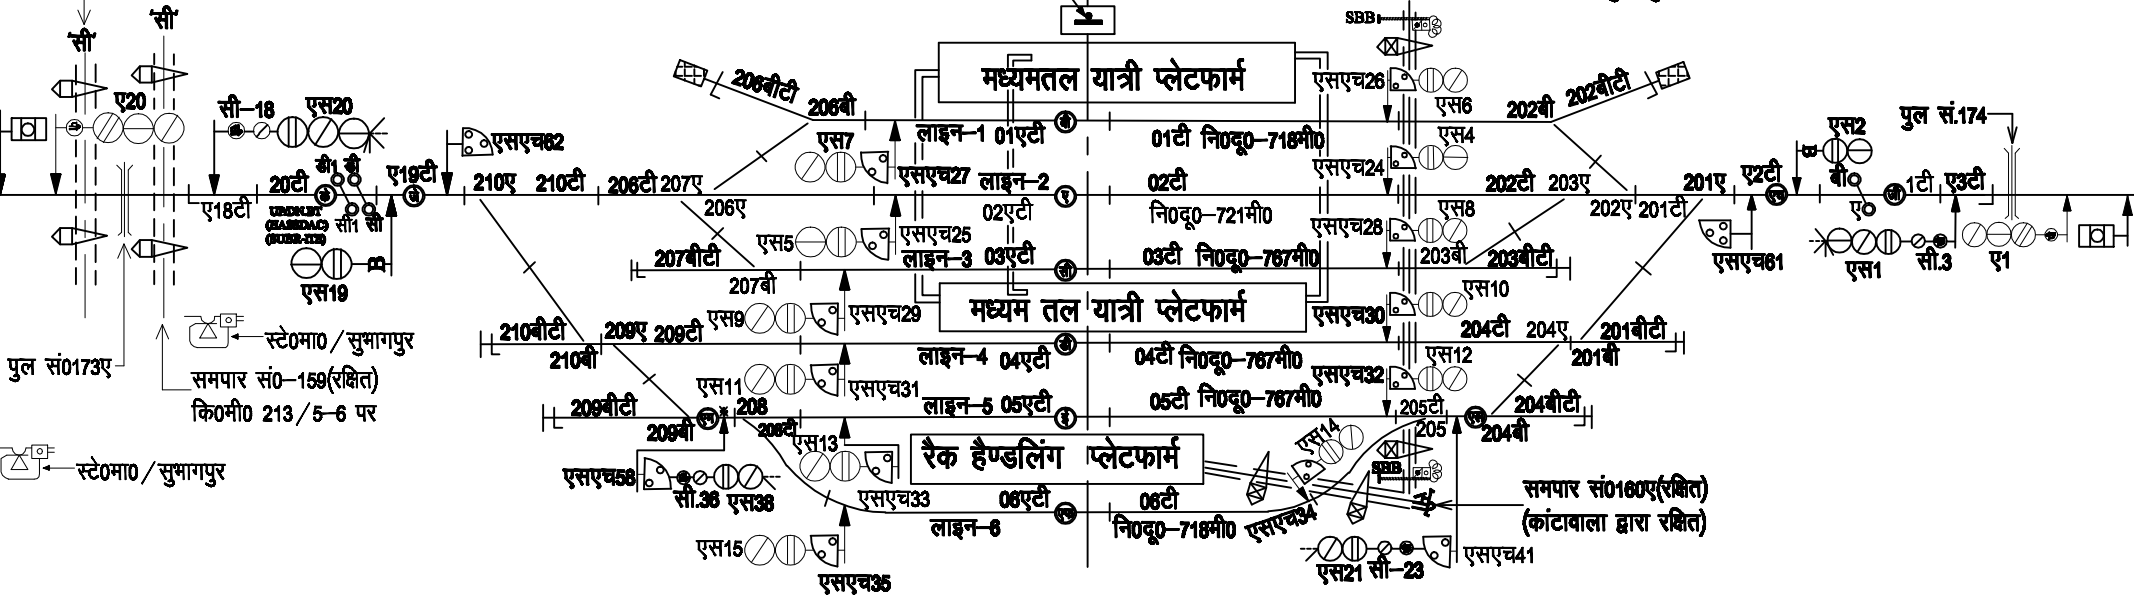 'सी'
'सी'
ए20
सी-18
एस20
एसएच62
डी1
डी
20टी
ए18टी
ए19टी
सी1
सी
B
एस19
पुल सं0173ए
स्टे0मा0/सुभागपुर
समपार सं0-159(रक्षित)
कि0मी0 213/5-6 पर
स्टे0मा0/सुभागपुर
210ए
210टी
206टी
207ए
206ए
206बीटी
206बी
207बीटी
207बी
210बीटी
210बी
209ए
209टी
209बीटी
209बी
208
208टी
एस7
एसएच27
एस5
एसएच25
एस9
एसएच29
एस11
एसएच31
एस13
एसएच33
एस15
एसएच35
एसएच58
सी.36
एस38
मध्यमतल यात्री प्लेटफार्म
लाइन-1
01एटी
बी
01टी
नि0दू0-718मी0
लाइन-2
02एटी
ए
02टी
नि0दू0-721मी0
लाइन-3
03एटी
सी
03टी
नि0दू0-767मी0
मध्यम तल यात्री प्लेटफार्म
लाइन-4
04एटी
डी
04टी
नि0दू0-767मी0
लाइन-5
05एटी
ई
05टी
नि0दू0-767मी0
रैक हैण्डलिंग प्लेटफार्म
लाइन-6
06एटी
06टी
नि0दू0-718मी0
SBB
एसएच26
एस6
एसएच24
एस4
एसएच28
एस8
एसएच30
एस10
एसएच32
एस12
एस14
एसएच34
SBB
202बी
202बीटी
202टी
203ए
202ए
201टी
203बी
203बीटी
204टी
204ए
201बीटी
201बी
205टी
205
204बीटी
204बी
201ए
ए2टी
एसएच61
B
एस2
बी
ए
जी
1टी
ए3टी
एस1
सी.3
ए1
पुल सं.174
समपार सं0160ए(रक्षित)
(कांटावाला द्वारा रक्षित)
एस21
सी-23
एसएच41